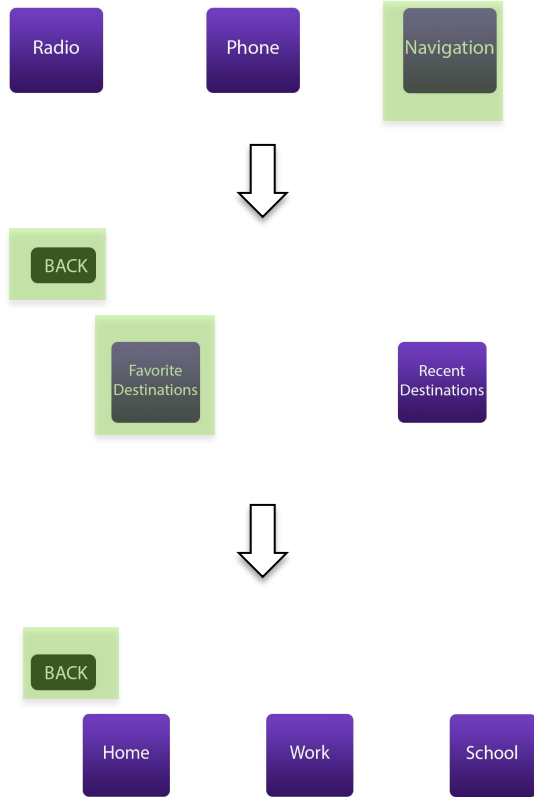 Radio
Phone
Navigation
BACK
Favorite
Destinations
Recent
Destinations
BACK
Home
Work
School